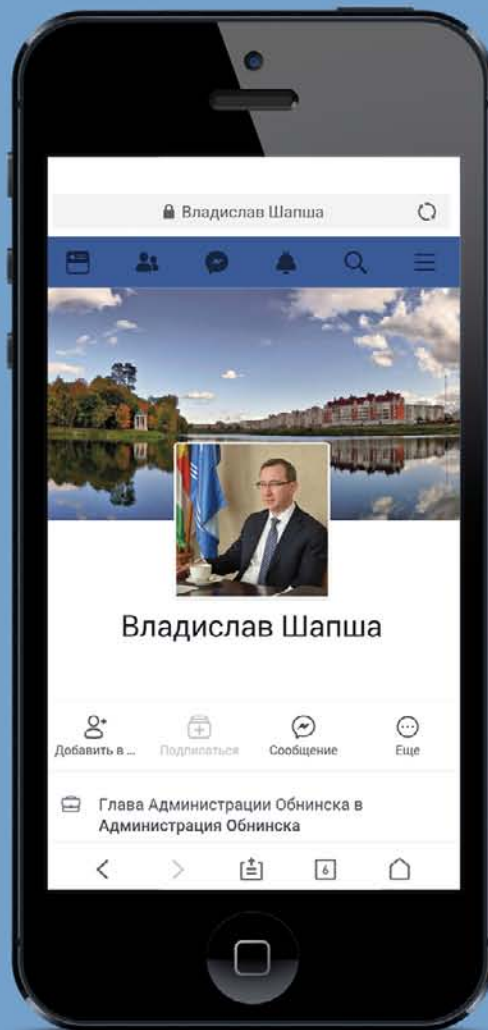 Владислав Шапша
Владислав Шапша
Добавить в ...
Подписаться
Сообщение
Еще
Глава Администрации Обнинска в
Администрация Обнинска
6